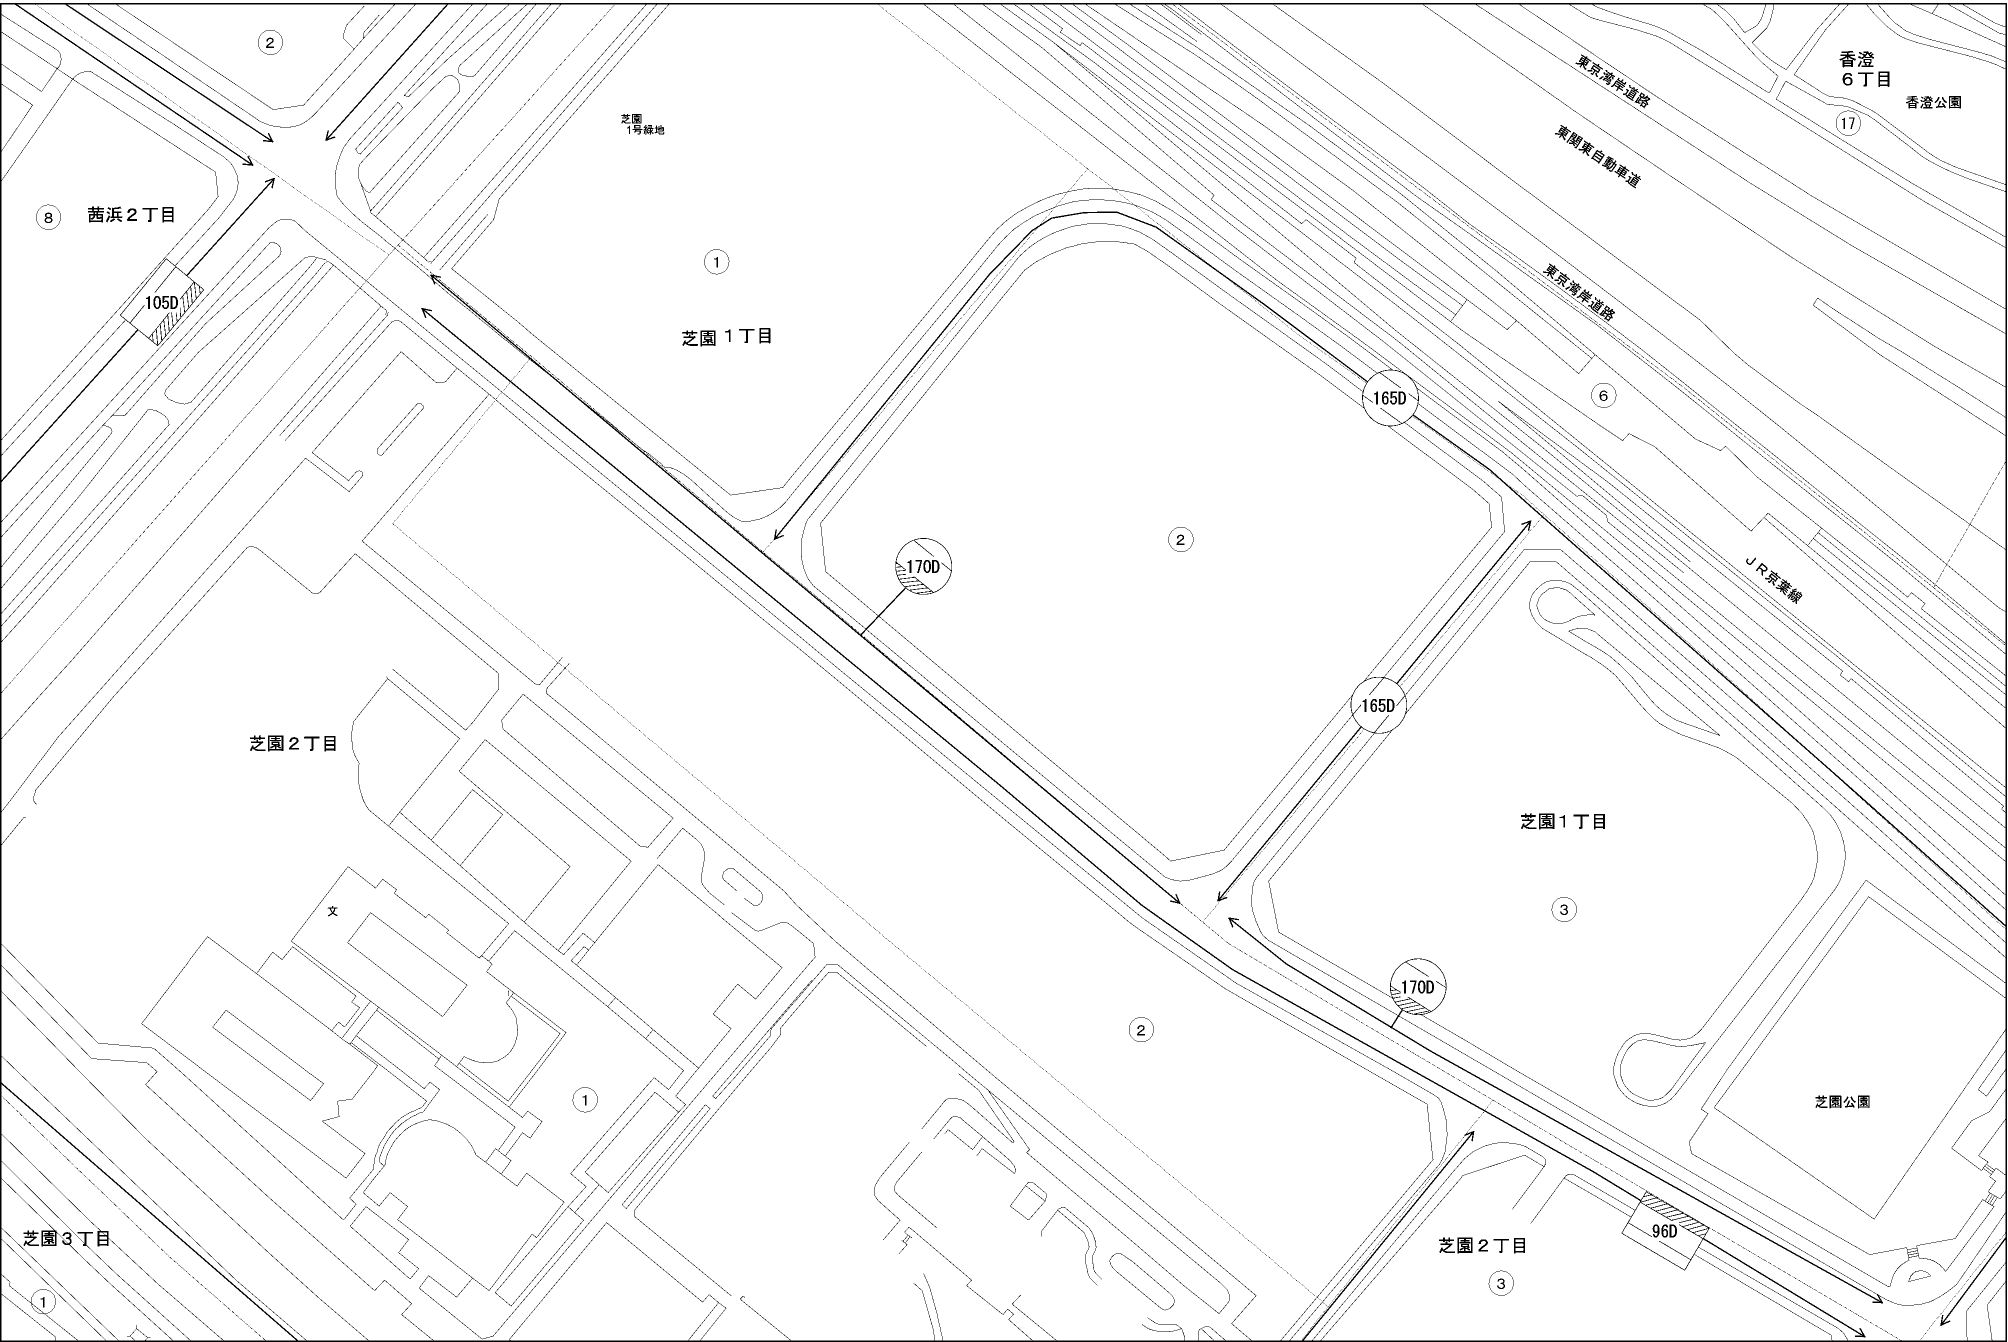 ②
香澄
６丁目
香澄公園
⑰
東京湾岸道路
東関東自動車道
芝園
1号緑地
⑧
茜浜２丁目
①
105D
東京湾岸道路
芝園１丁目
165D
⑥
②
170D
ＪＲ京葉線
165D
芝園２丁目
芝園１丁目
文
③
170D
②
①
芝園公園
芝園３丁目
芝園２丁目
96D
③
①